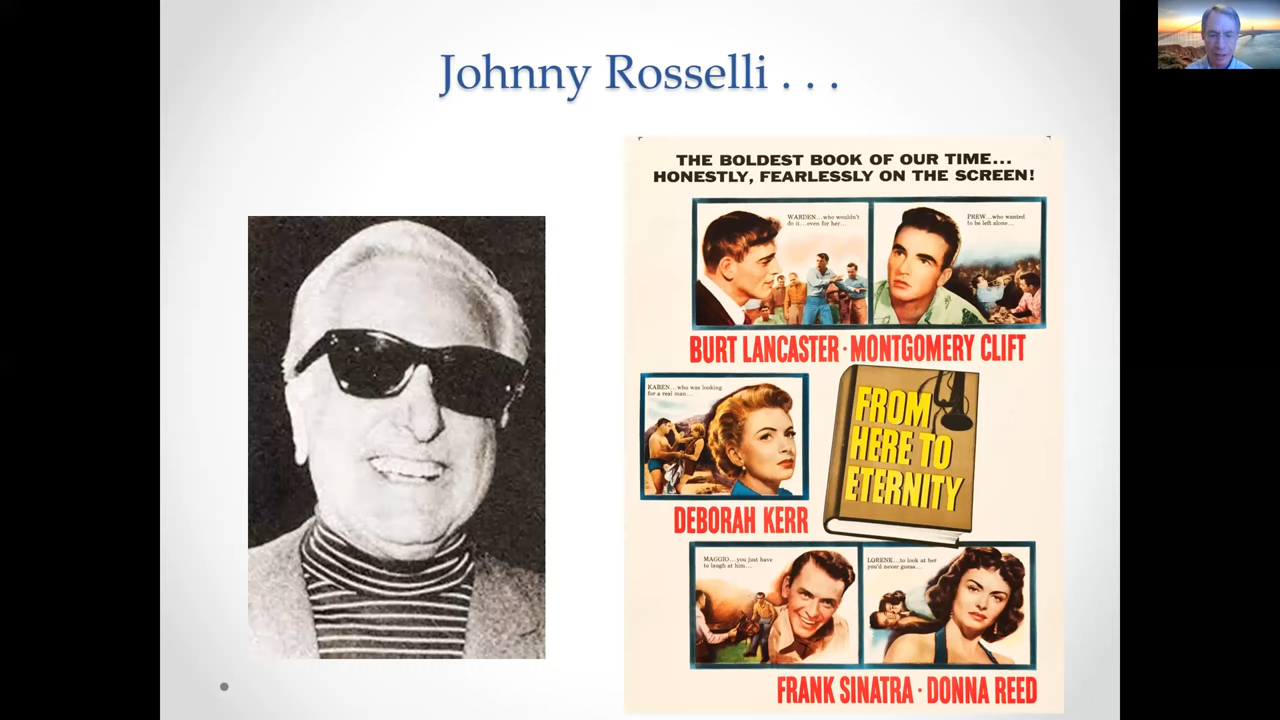 Johnny Rosselli . . .
THE BOLDEST BOOK OF OUR TIME...
HONESTLY, FEARLESSLY ON THE SCREEN!
WARDEN...who wouldn't
do it...even for her...
PREW...who wanted
to be left alone...
BURT LANCASTER · MONTGOMERY CLIFT
KAREN...who was looking
for a real man...
FROM
HERE TO
ETERNITY
DEBORAH KERR
MAGGIO...you just have
to laugh at him...
LORENE...to look at her
you'd never guess...
FRANK SINATRA · DONNA REED